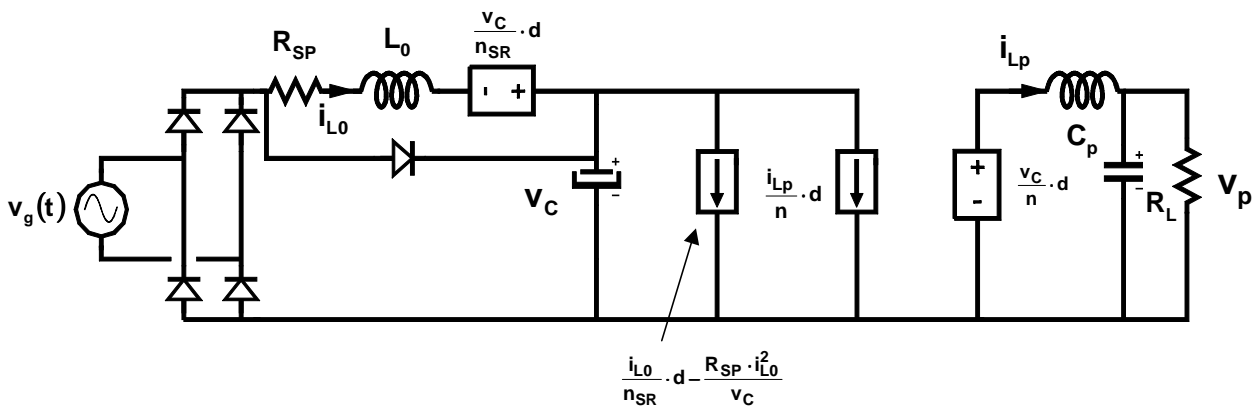 R_SP
i_L0
L_0
v_C/n_SR · d
- +
v_g(t)
+
–
v_C
i_Lp/n · d
i_L0/n_SR · d – R_SP · i_L0^2/v_C
+
-
v_C/n · d
i_Lp
C_p
+
–
R_L
v_p